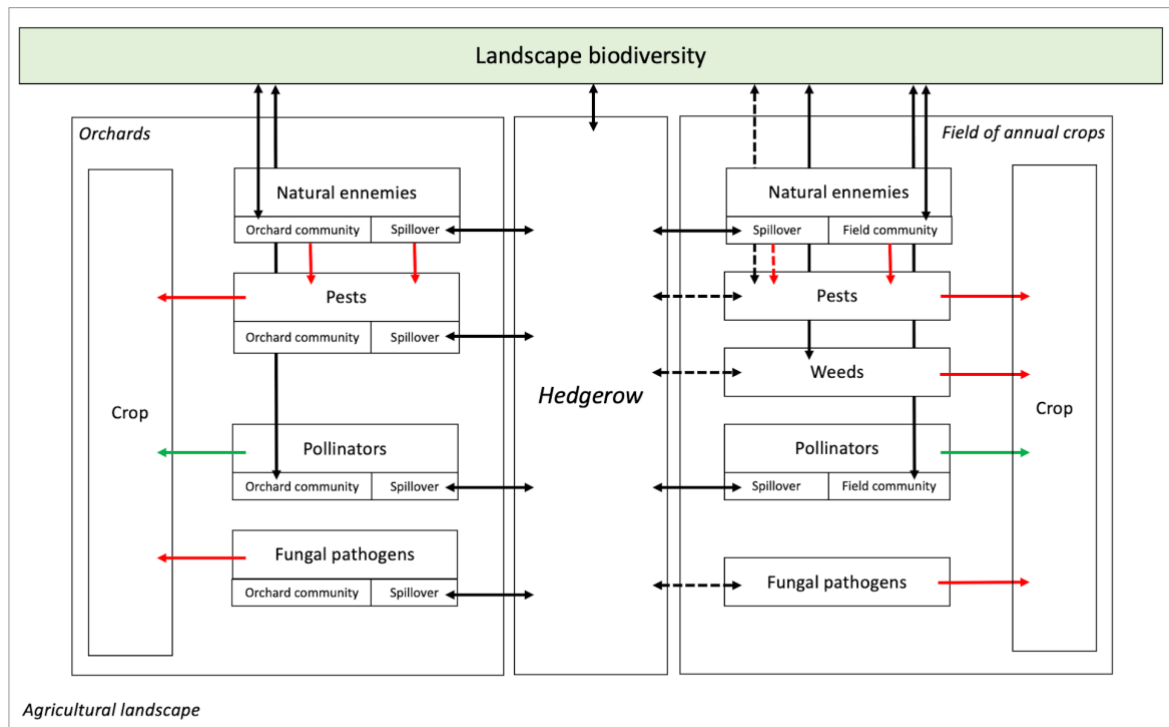 Landscape biodiversity
Orchards
Crop
Natural ennemies
Orchard community
Spillover
Pests
Orchard community
Spillover
Pollinators
Orchard community
Spillover
Fungal pathogens
Orchard community
Spillover
Hedgerow
Field of annual crops
Natural ennemies
Spillover
Field community
Pests
Weeds
Pollinators
Spillover
Field community
Fungal pathogens
Crop
Agricultural landscape